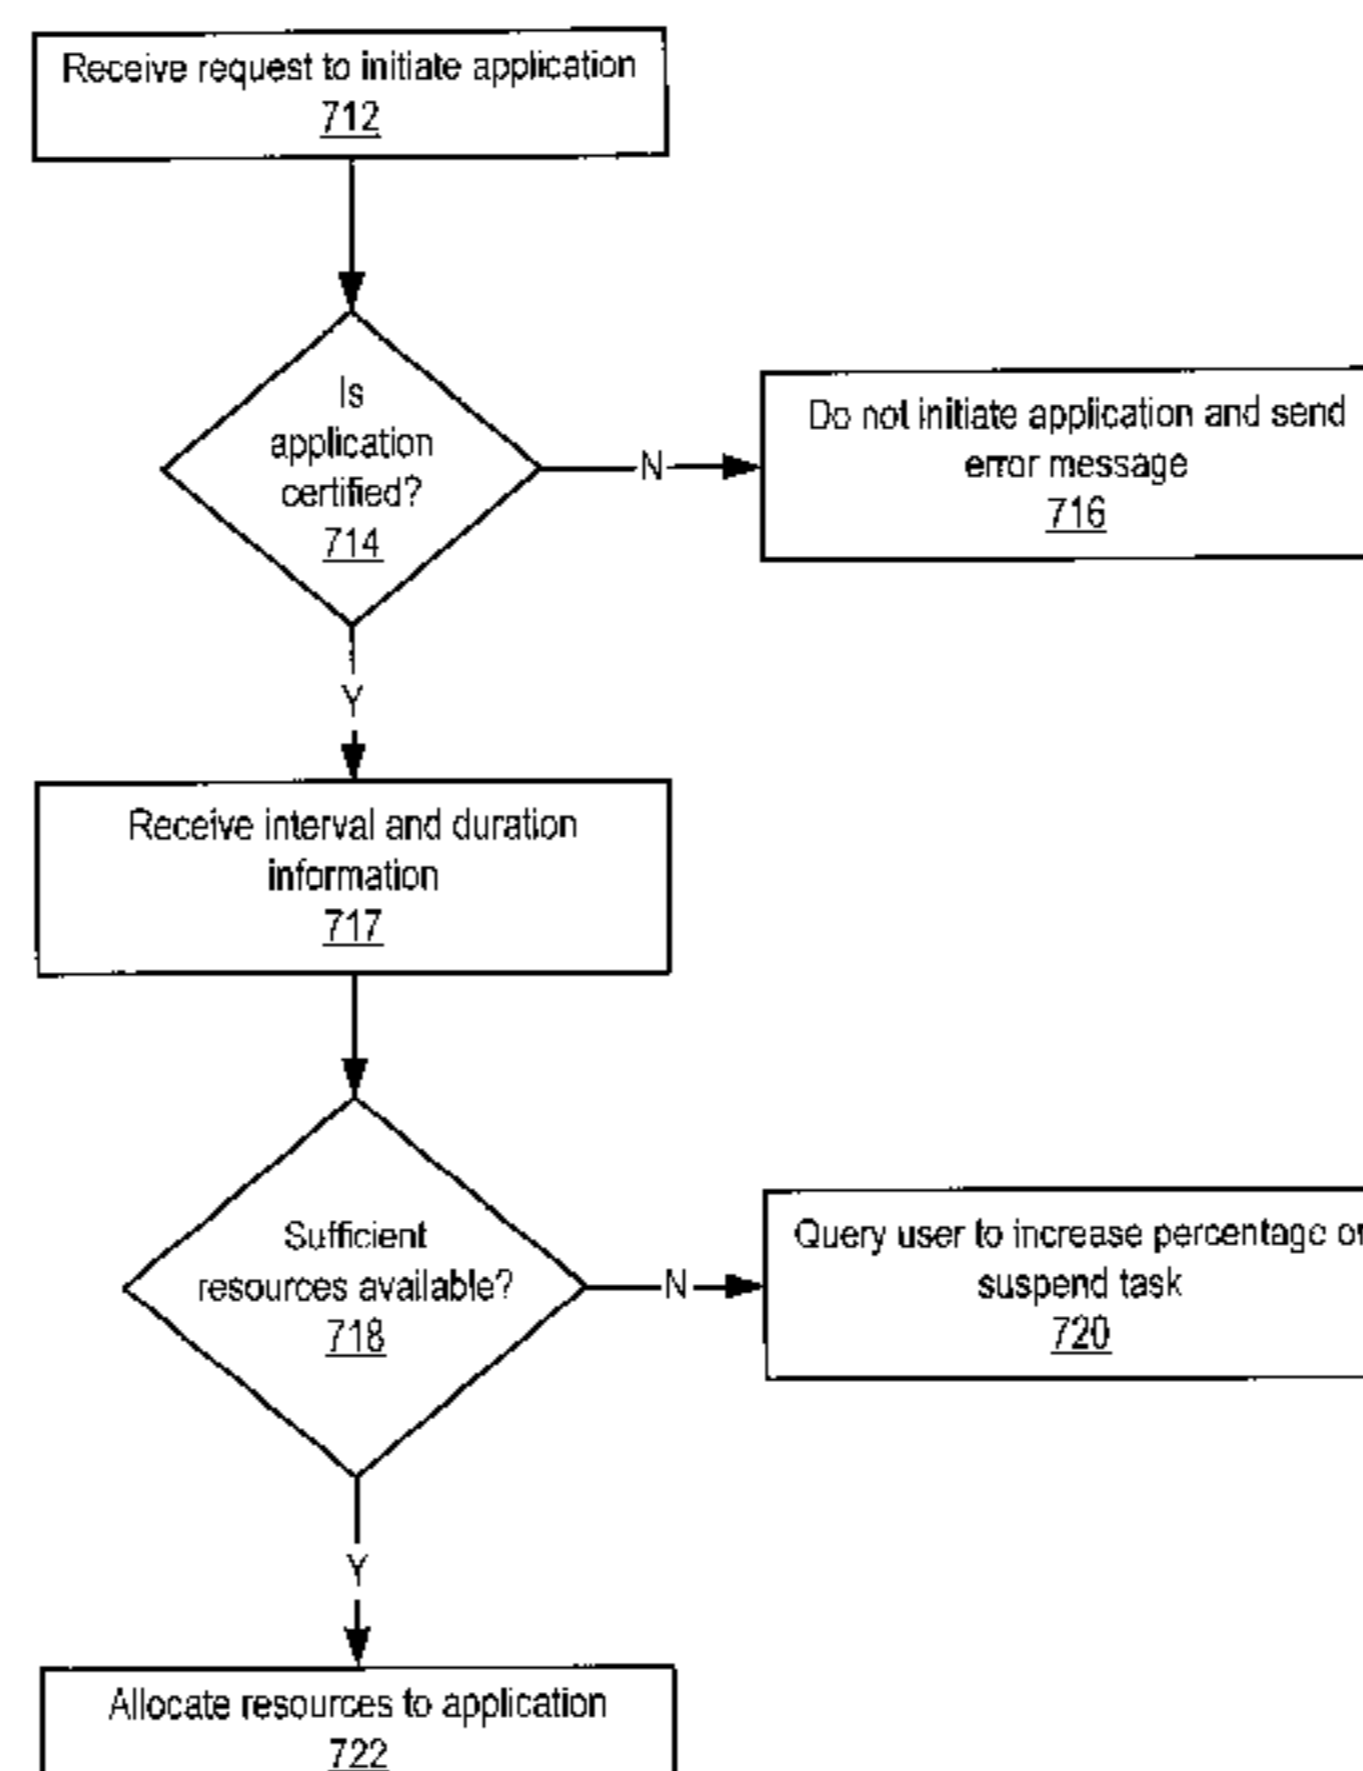 Receive request to initiate application
712
Is
application
certified?
714
N
Do not initiate application and send
error message
716
Y
Receive interval and duration
information
717
Sufficient
resources available?
718
N
Query user to increase percentage or
suspend task
720
Y
Allocate resources to application
722